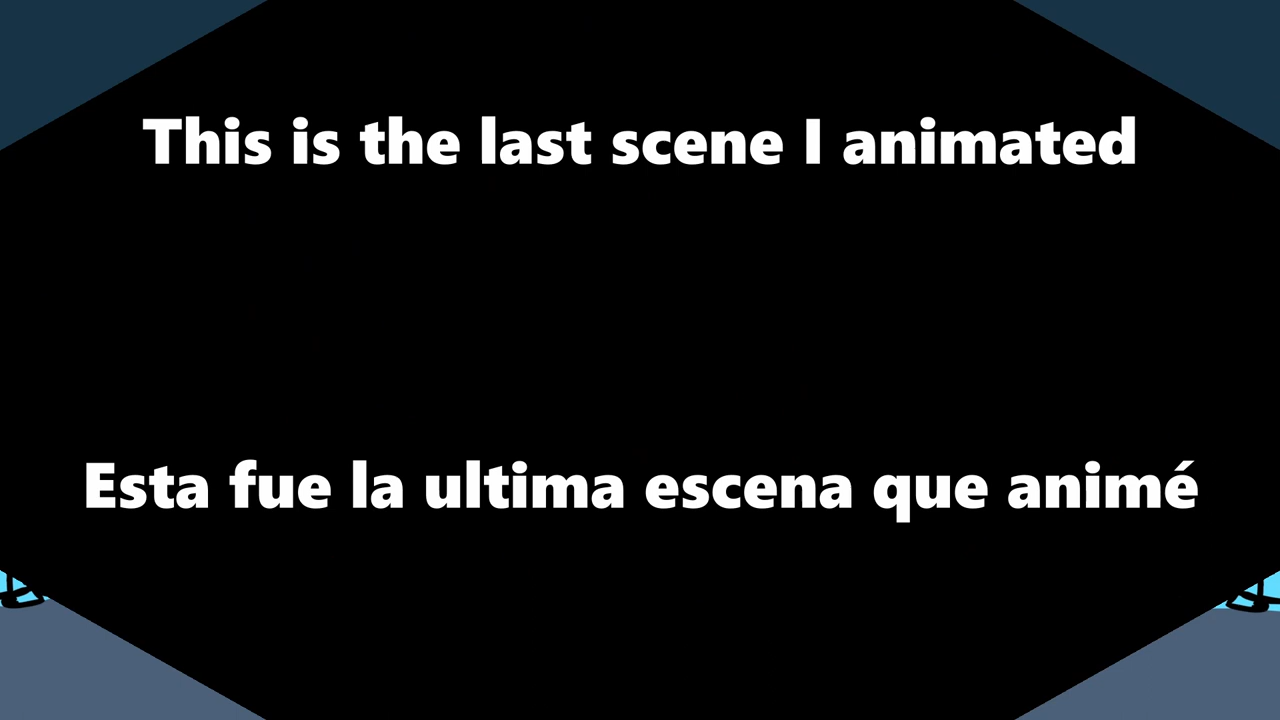 This is the last scene I animated
Esta fue la ultima escena que animé